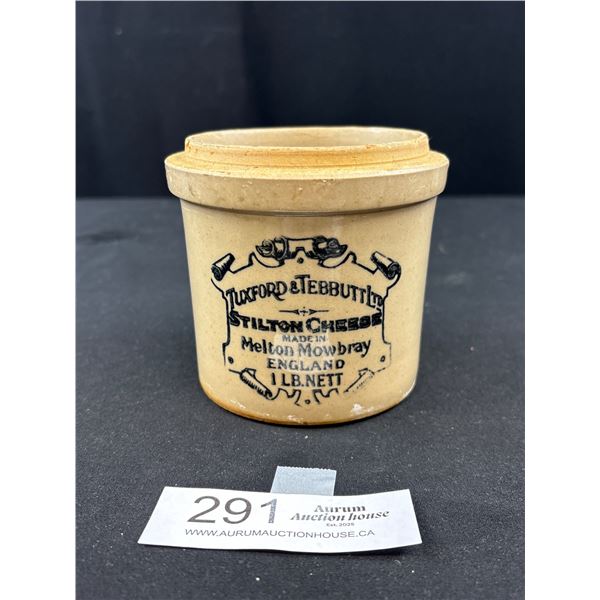 TUXFORD & TEBBUTT LTD
STILTON CHEESE
MADE IN
Melton Mowbray
ENGLAND
1 LB. NETT
291
Aurum
Auction house
Est. 2025
WWW.AURUMAUCTIONHOUSE.CA